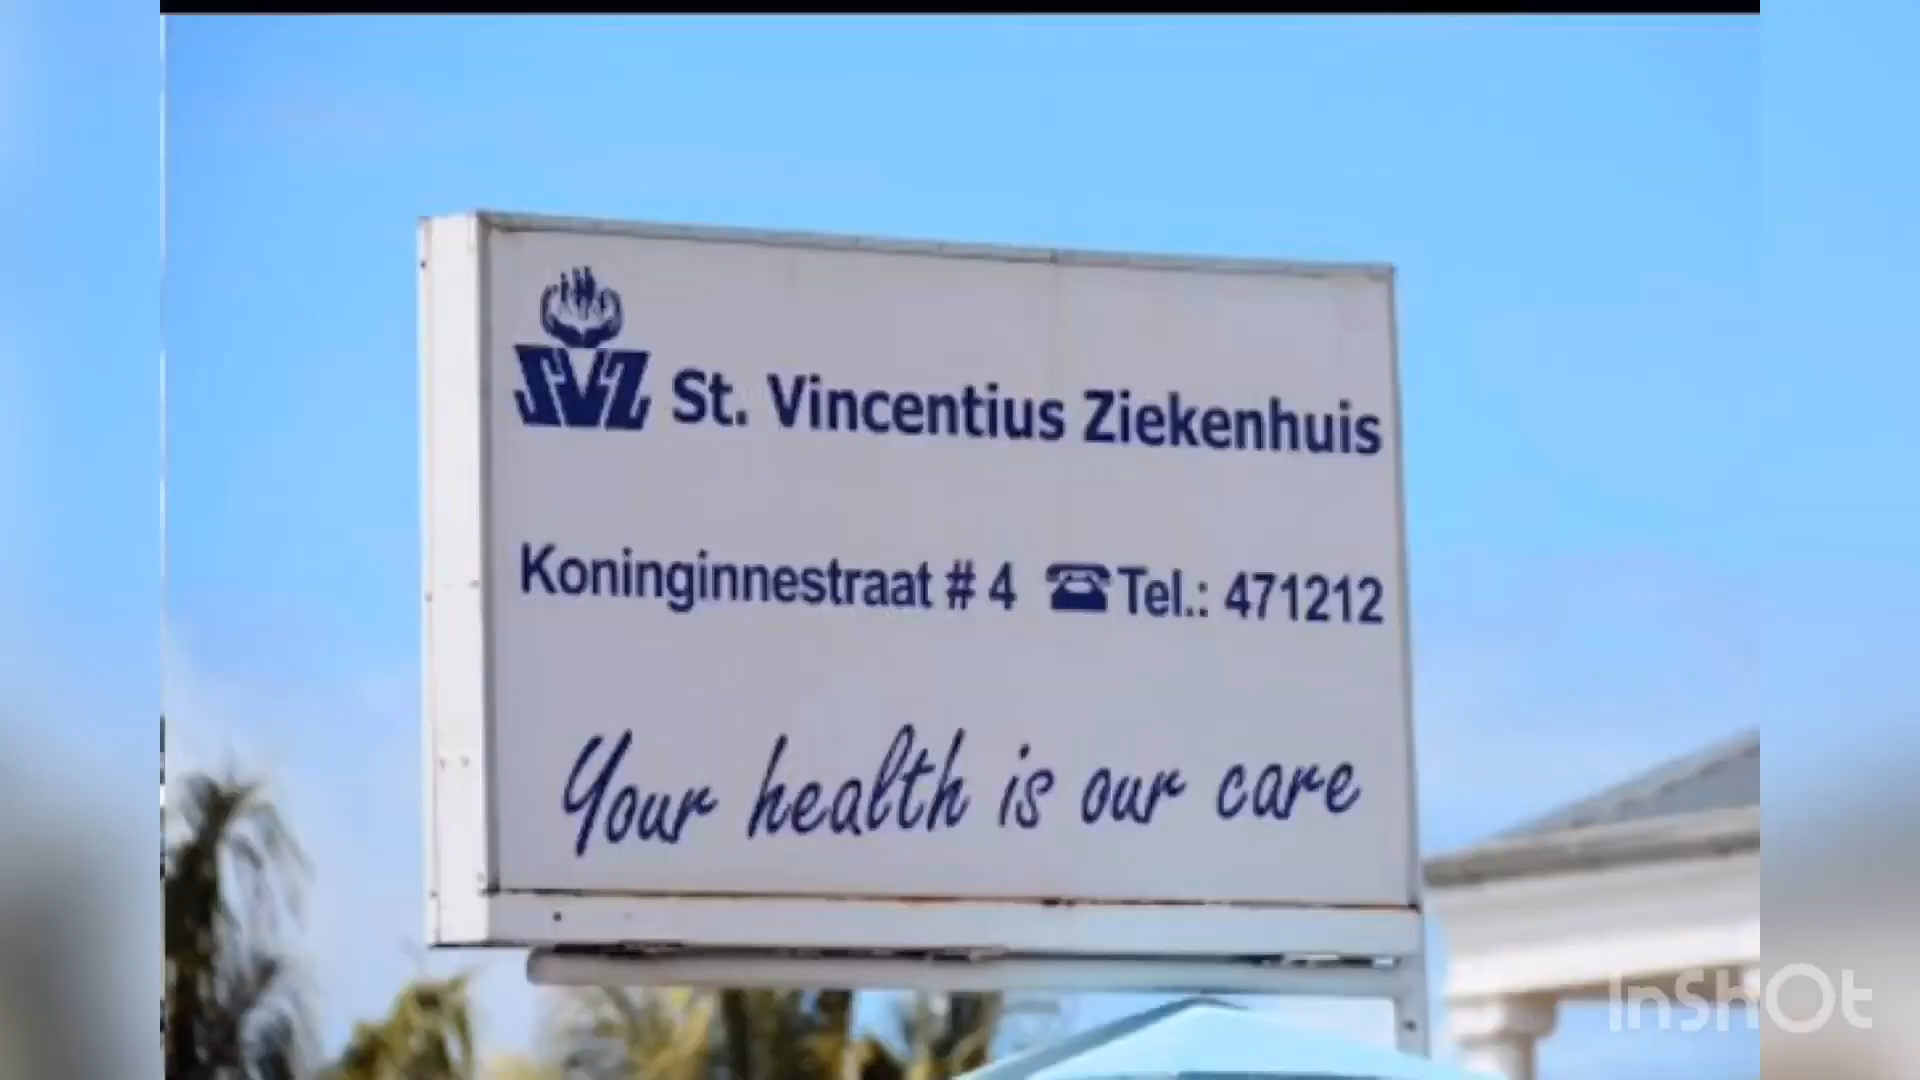 SVZ St. Vincentius Ziekenhuis
Koninginnestraat # 4 ☎ Tel.: 471212
Your health is our care
InShOt